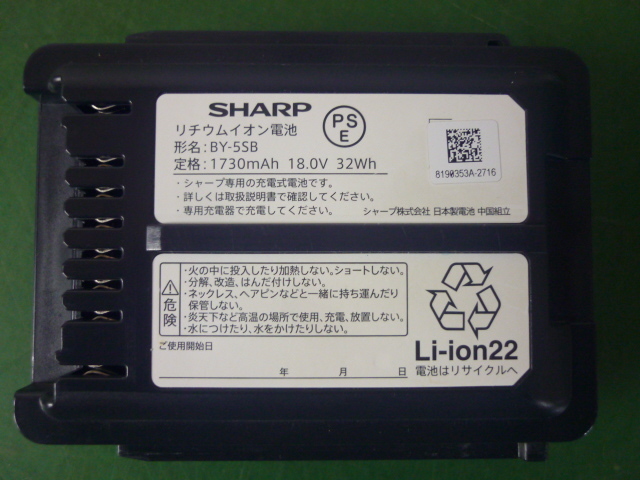 SHARP
PS
E
リチウムイオン電池
形名:BY-5SB
定格:1730mAh 18.0V 32Wh
・シャープ専用の充電式電池です。
・詳しくは取扱説明書で確認してください。
・専用充電器で充電してください。
シャープ株式会社 日本製電池 中国組立
8190353A-2716
危険
・火の中に投入したり加熱しない。ショートしない。
・分解、改造、はんだ付けしない。
・ネックレス、ヘアピンなどと一緒に持ち運んだり
保管しない。
・炎天下など高温の場所で使用、充電、放置しない。
・水につけたり、水をかけたりしない。
ご使用開始日
年 月 日
Li-ion22
電池はリサイクルへ